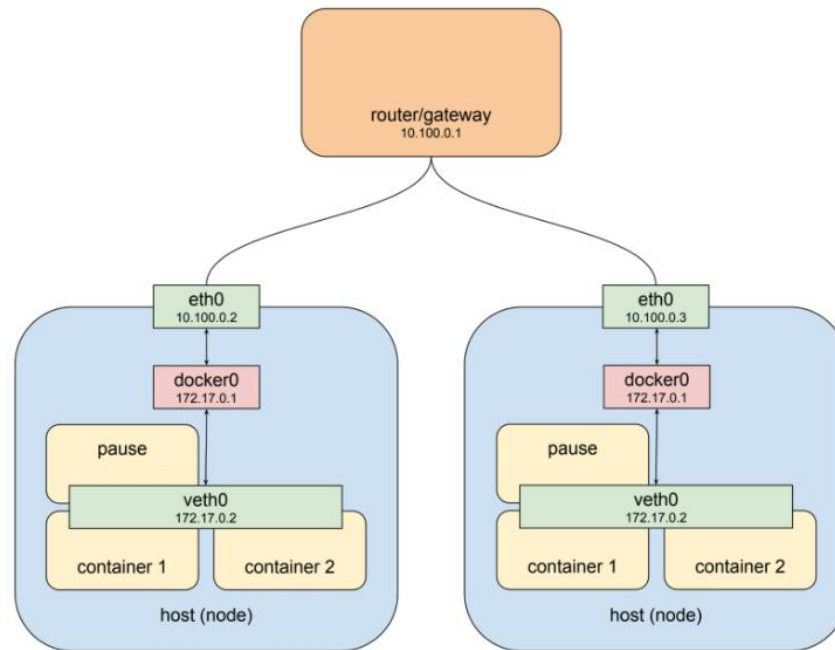 router/gateway
10.100.0.1
eth0
10.100.0.2
docker0
172.17.0.1
pause
veth0
172.17.0.2
container 1
container 2
host (node)
eth0
10.100.0.3
docker0
172.17.0.1
pause
veth0
172.17.0.2
container 1
container 2
host (node)